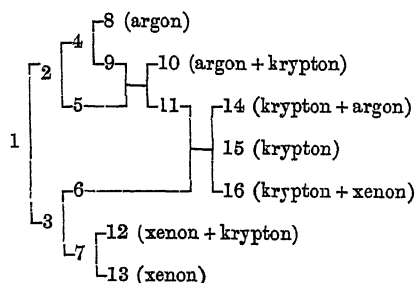 8 (argon)
4
9 10 (argon + krypton)
2
5 11 14 (krypton + argon)
1 15 (krypton)
6 16 (krypton + xenon)
3 12 (xenon + krypton)
7
13 (xenon)